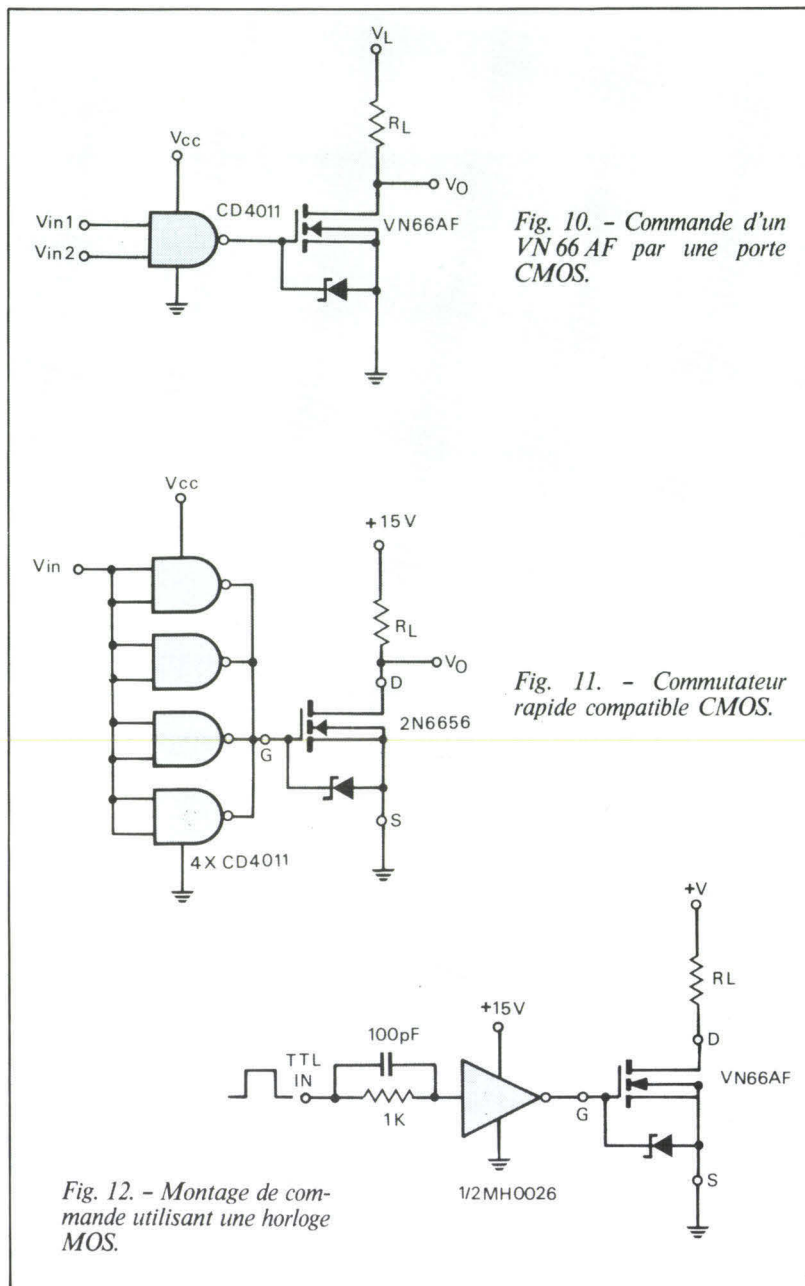 VL
RL
Vcc
VO
CD4011
VN66AF
Vin1
Vin2
Fig. 10. – Commande d'un
VN 66 AF par une porte
CMOS.
Vcc
+15V
Vin
RL
VO
D
2N6656
G
S
4X CD4011
Fig. 11. – Commutateur
rapide compatible CMOS.
+V
RL
+15V
100pF
D
TTL
IN
VN66AF
1K
G
S
1/2MH0026
Fig. 12. – Montage de com-
mande utilisant une horloge
MOS.